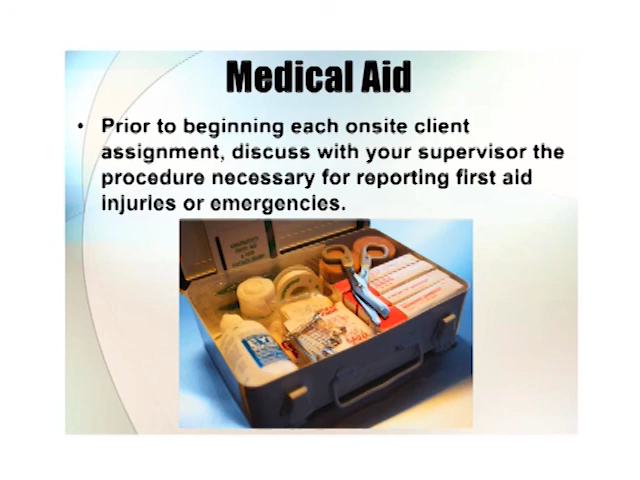 Medical Aid
• Prior to beginning each onsite client
assignment, discuss with your supervisor the
procedure necessary for reporting first aid
injuries or emergencies.